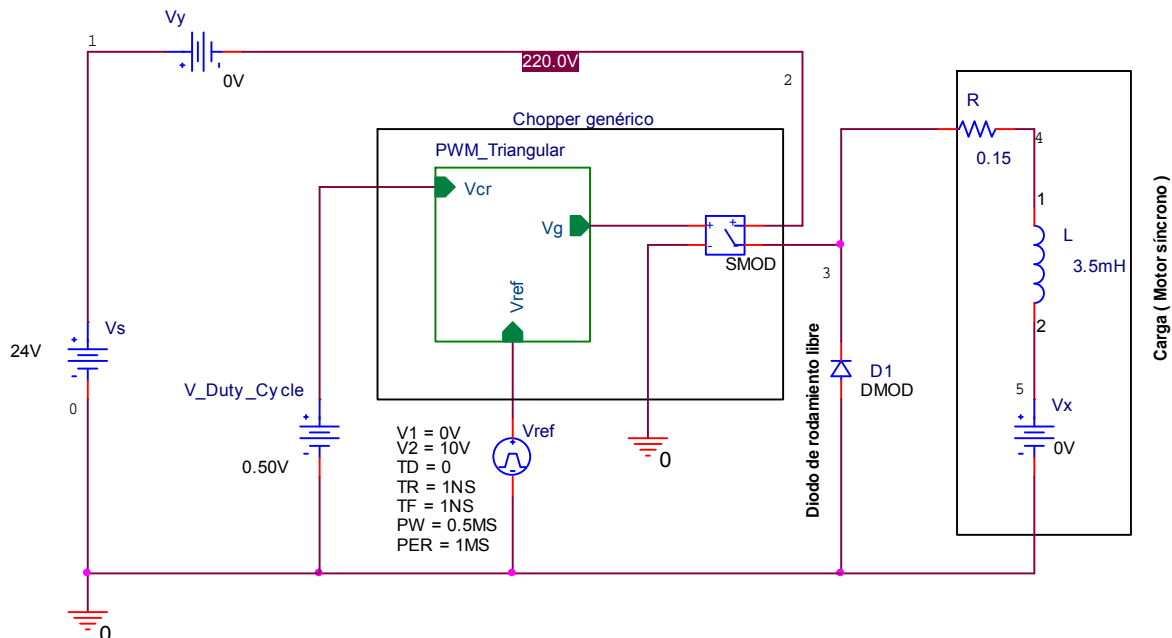 Vy
1
+
-
0V
220.0V
2
Chopper genérico
PWM_Triangular
Vcr
Vg
Vref
+
-
+
-
SMOD
3
R
0.15
4
1
L
3.5mH
2
5
+
Vx
-
0V
Carga ( Motor síncrono )
Diodo de rodamiento libre
D1
DMOD
+
Vs
24V
-
0
V_Duty_Cycle
+
-
0.50V
V1 = 0V
V2 = 10V
TD = 0
TR = 1NS
TF = 1NS
PW = 0.5MS
PER = 1MS
Vref
+
-
0
0